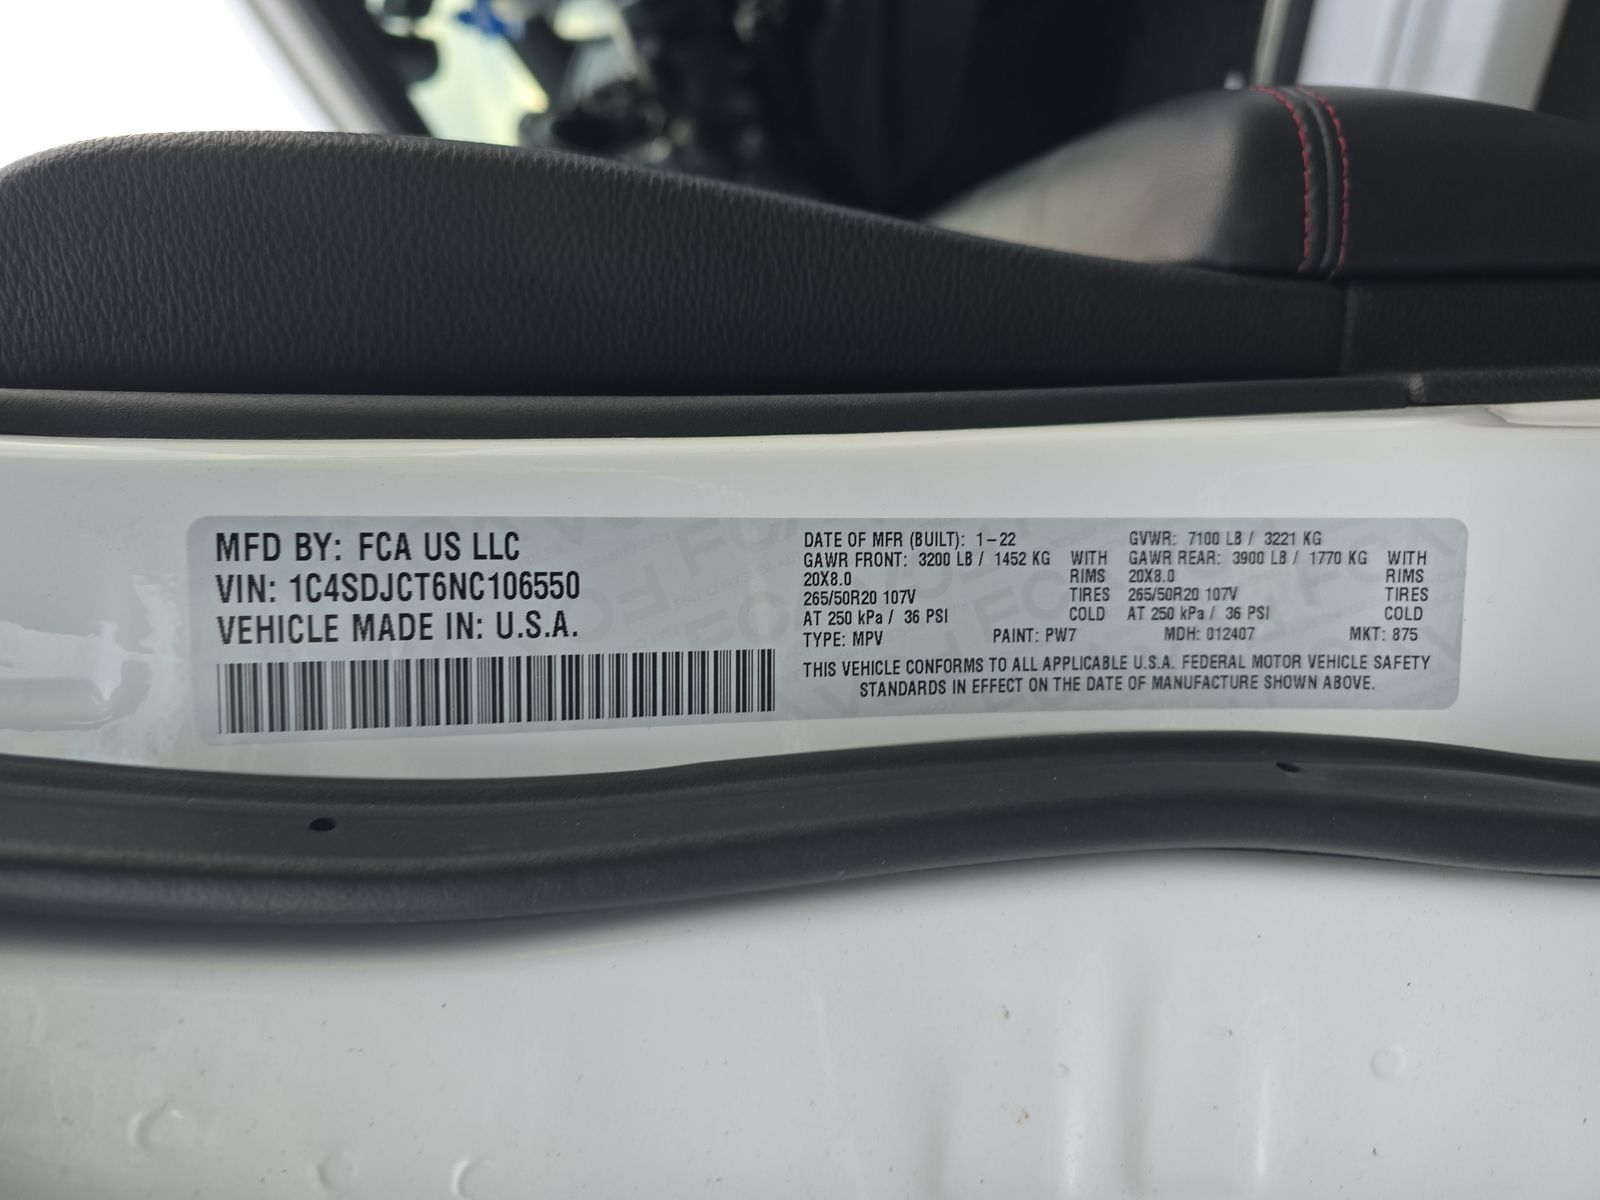 MFD BY: FCA US LLC
VIN: 1C4SDJCT6NC106550
VEHICLE MADE IN: U.S.A.
DATE OF MFR (BUILT): 1-22
GVWR: 7100 LB / 3221 KG
GAWR FRONT: 3200 LB / 1452 KG WITH
20X8.0 RIMS
265/50R20 107V TIRES
AT 250 kPa / 36 PSI COLD
GAWR REAR: 3900 LB / 1770 KG WITH
20X8.0 RIMS
265/50R20 107V TIRES
AT 250 kPa / 36 PSI COLD
TYPE: MPV PAINT: PW7 MDH: 012407 MKT: 875
THIS VEHICLE CONFORMS TO ALL APPLICABLE U.S.A. FEDERAL MOTOR VEHICLE SAFETY
STANDARDS IN EFFECT ON THE DATE OF MANUFACTURE SHOWN ABOVE.